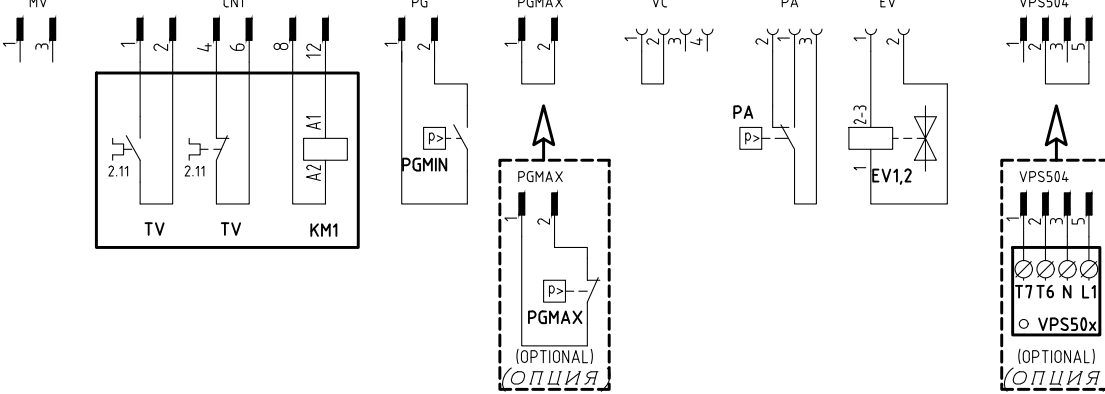 MV CNT PG PGMAX VC PA EV VPS504
1 3 1 2 4 6 8 12 1 2 1 2 1 2 3 4 2 1 3 1 2 1 2 3 5
A1 2-3
PA
P> P>
2.11 2.11 A2 PGMIN 1 EV1,2
PGMAX VPS504
TV TV KM1 1 2 1 2 3 5
P> T7 T6 N L1
PGMAX VPS50x
(OPTIONAL) (OPTIONAL)
(ОПЦИЯ) (ОПЦИЯ